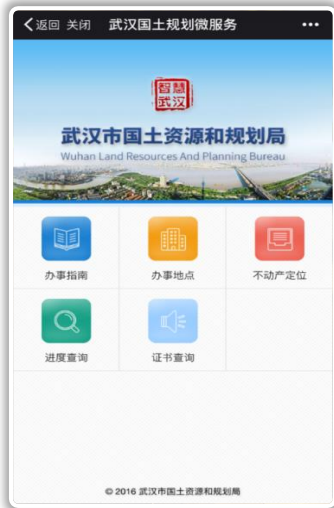 返回 关闭 武汉国土规划微服务
智慧
武汉
武汉市国土资源和规划局
Wuhan Land Resources And Planning Bureau
办事指南 办事地点 不动产定位
进度查询 证书查询
© 2016 武汉市国土资源和规划局